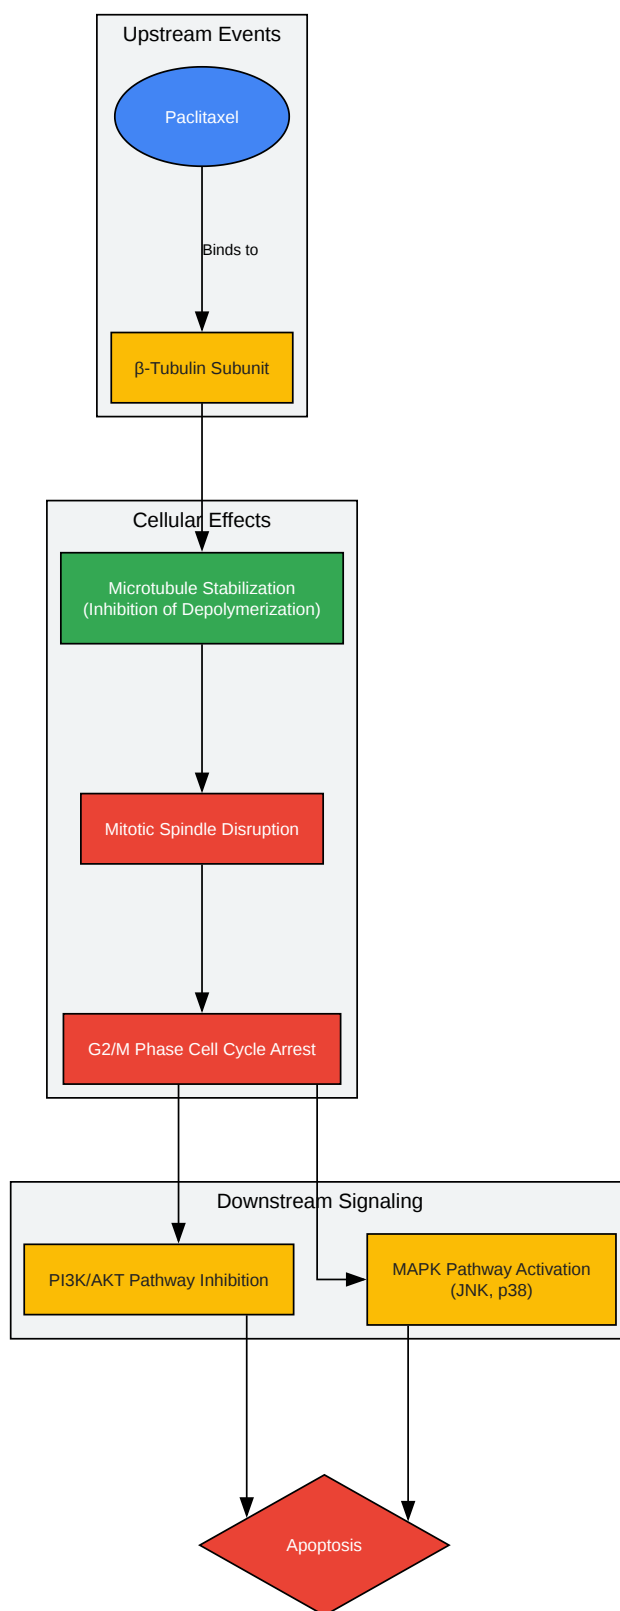 Upstream Events
Paclitaxel
Binds to
β-Tubulin Subunit
Cellular Effects
Microtubule Stabilization
(Inhibition of Depolymerization)
Mitotic Spindle Disruption
G2/M Phase Cell Cycle Arrest
Downstream Signaling
PI3K/AKT Pathway Inhibition
MAPK Pathway Activation
(JNK, p38)
Apoptosis